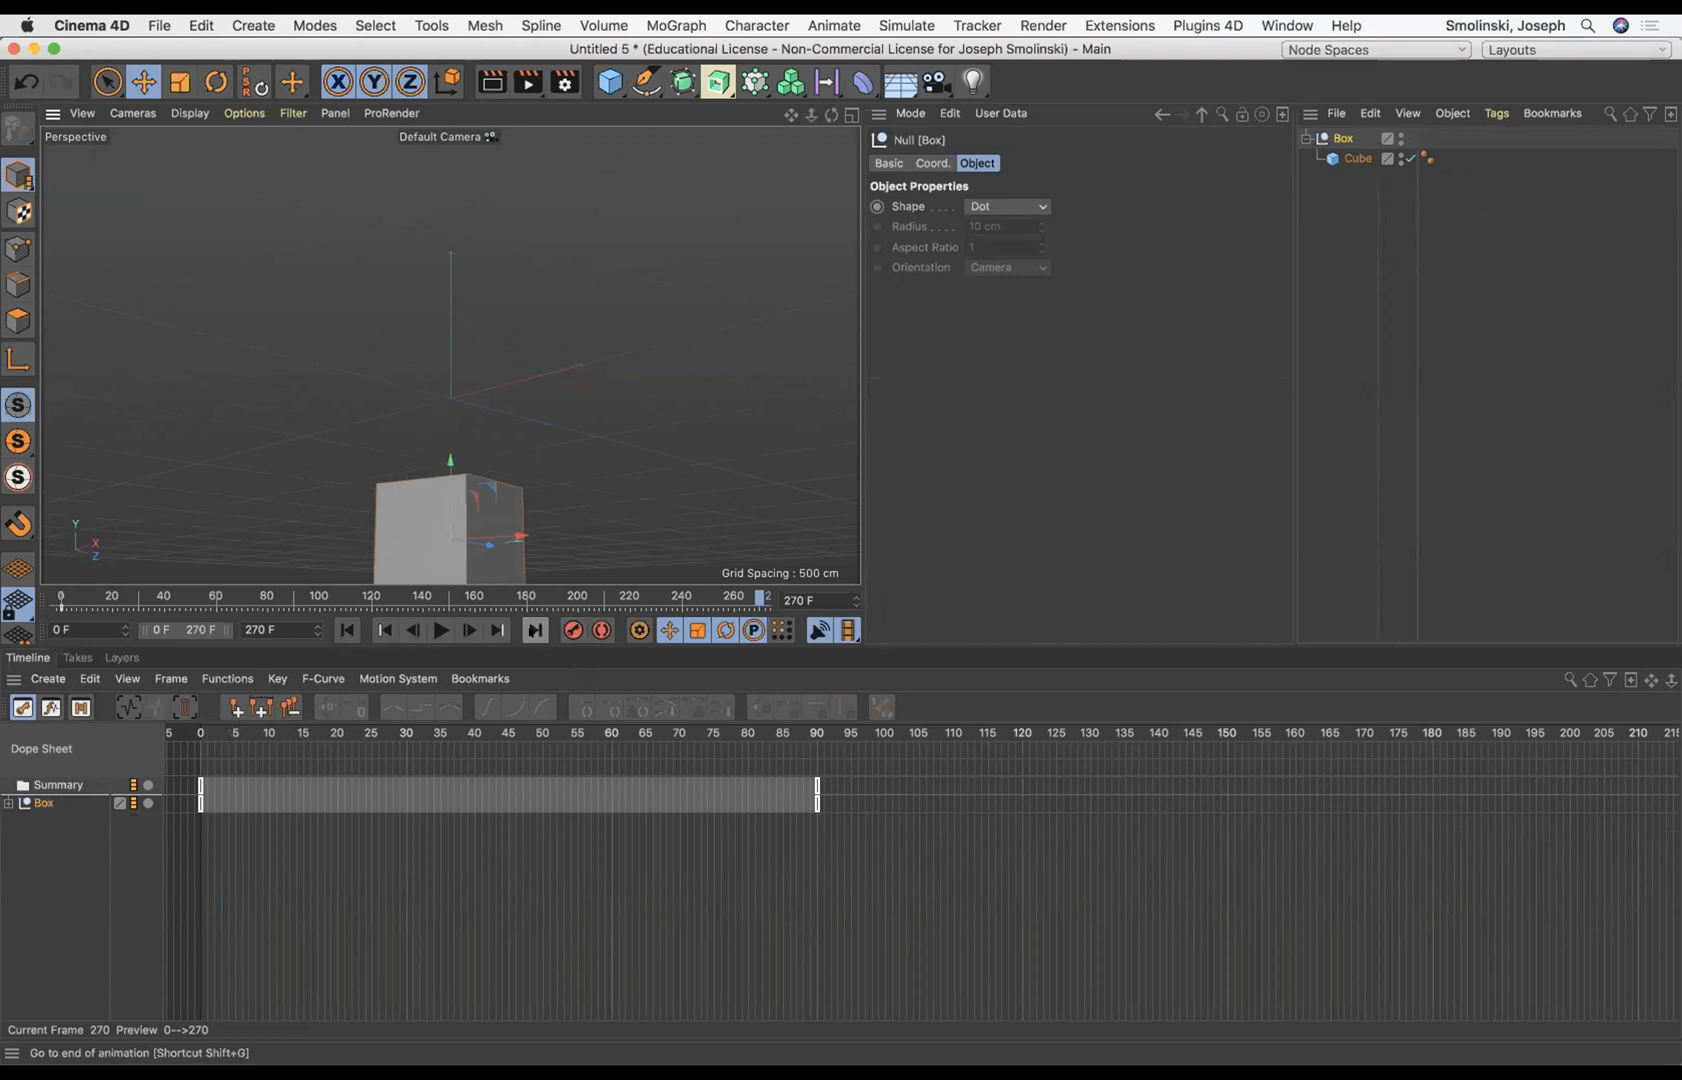 Cinema 4D File Edit Create Modes Select Tools Mesh Spline Volume MoGraph Character Animate Simulate Tracker Render Extensions Plugins 4D Window Help Smolinski, Joseph
Untitled 5 * (Educational License - Non-Commercial License for Joseph Smolinski) - Main Node Spaces Layouts
P S R X Y Z
View Cameras Display Options Filter Panel ProRender Mode Edit User Data File Edit View Object Tags Bookmarks
Perspective Default Camera Null [Box] Box
Basic Coord. Object Cube
Object Properties
Shape . . . . Dot
Radius . . . . 10 cm
Aspect Ratio 1
Orientation Camera
S
S
S
Y
X
Z
Grid Spacing : 500 cm
0 20 40 60 80 100 120 140 160 180 200 220 240 260 2 270 F
0 F 0 F 270 F 270 F P
Timeline Takes Layers
Create Edit View Frame Functions Key F-Curve Motion System Bookmarks
5 0 5 10 15 20 25 30 35 40 45 50 55 60 65 70 75 80 85 90 95 100 105 110 115 120 125 130 135 140 145 150 155 160 165 170 175 180 185 190 195 200 205 210 215
Dope Sheet
Summary
Box
Current Frame 270 Preview 0-->270
Go to end of animation [Shortcut Shift+G]